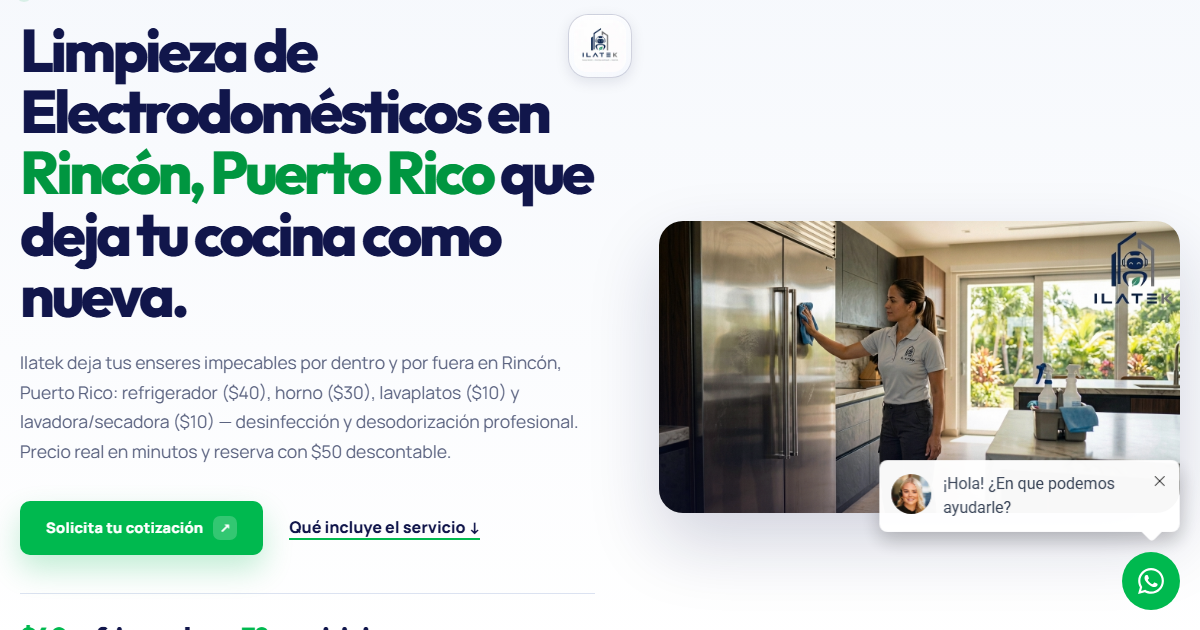 Limpieza de
Electrodomésticos en
Rincón, Puerto Rico que
deja tu cocina como
nueva.
ILATEK
Ilatek deja tus enseres impecables por dentro y por fuera en Rincón,
Puerto Rico: refrigerador ($40), horno ($30), lavaplatos ($10) y
lavadora/secadora ($10) — desinfección y desodorización profesional.
Precio real en minutos y reserva con $50 descontable.
Solicita tu cotización ↗
Qué incluye el servicio ↓
ILATEK
¡Hola! ¿En que podemos
ayudarle?